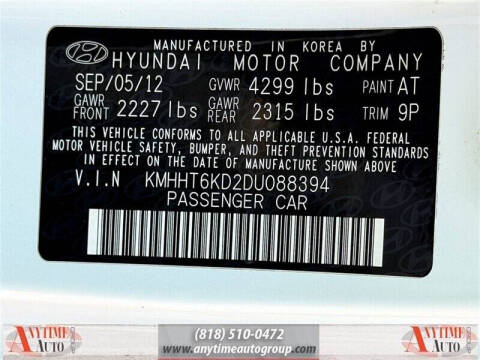 MANUFACTURED IN KOREA BY
HYUNDAI MOTOR COMPANY
SEP/05/12 GVWR 4299 lbs PAINT AT
GAWR FRONT 2227 lbs GAWR REAR 2315 lbs TRIM 9P
THIS VEHICLE CONFORMS TO ALL APPLICABLE U.S.A. FEDERAL
MOTOR VEHICLE SAFETY, BUMPER, AND THEFT PREVENTION STANDARDS
IN EFFECT ON THE DATE OF MANUFACTURE SHOWN ABOVE.
V.I.N KMHHT6KD2DU088394
PASSENGER CAR
ANYTIME AUTO
(818) 510-0472
www.anytimeautogroup.com
ANYTIME AUTO